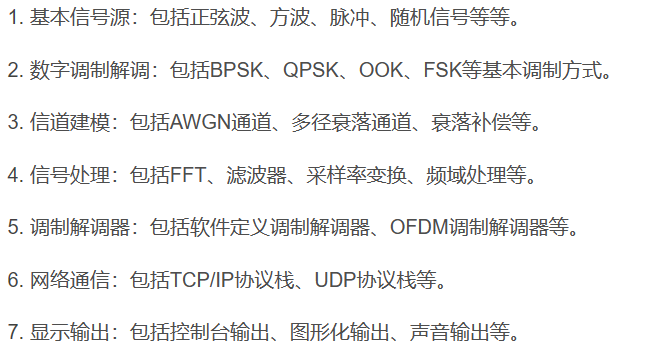 1. 基本信号源：包括正弦波、方波、脉冲、随机信号等等。
2. 数字调制解调：包括BPSK、QPSK、OOK、FSK等基本调制方式。
3. 信道建模：包括AWGN通道、多径衰落通道、衰落补偿等。
4. 信号处理：包括FFT、滤波器、采样率变换、频域处理等。
5. 调制解调器：包括软件定义调制解调器、OFDM调制解调器等。
6. 网络通信：包括TCP/IP协议栈、UDP协议栈等。
7. 显示输出：包括控制台输出、图形化输出、声音输出等。